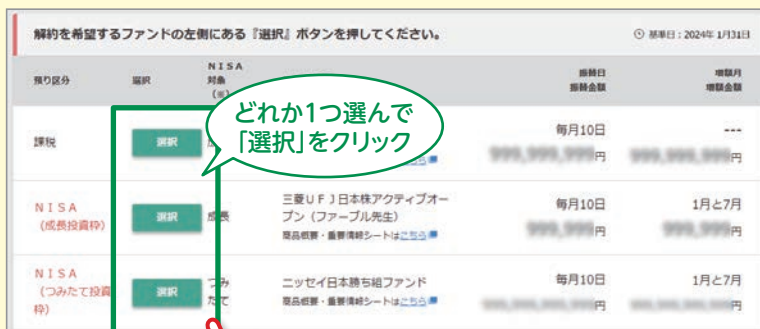 解約を希望するファンドの左側にある『選択』ボタンを押してください。
基準日：2024年 1月31日
預り区分 選択 NISA 対象 (※) 振替日 振替金額 増額月 増額金額
どれか1つ選んで
「選択」をクリック
課税 選択 毎月10日 ---
円 円
NISA
(成長投資枠)
選択
成長
三菱UFJ日本株アクティブオー
プン（ファーブル先生）
商品概要・重要情報シートはこちら
毎月10日 1月と7月
円 円
NISA
(つみたて投資
枠)
選択
つみ
たて
ニッセイ日本勝ち組ファンド
商品概要・重要情報シートはこちら
毎月10日 1月と7月
円 円